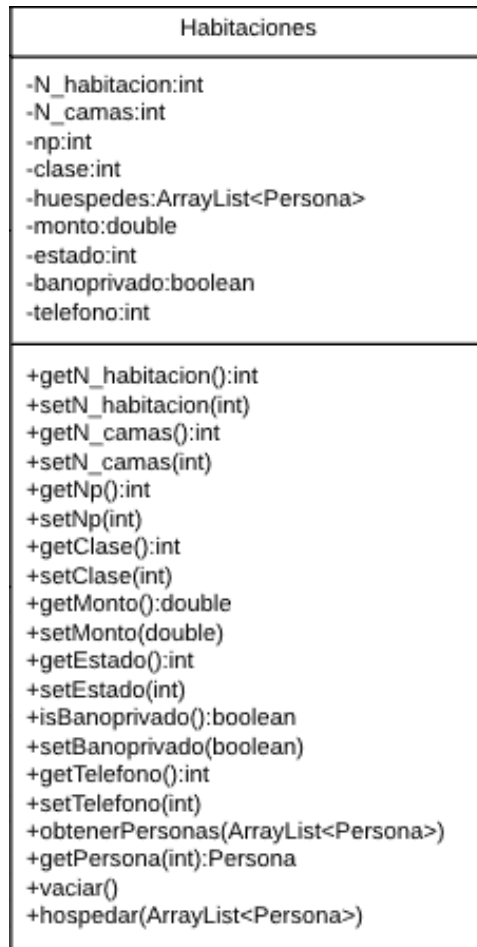 Habitaciones
-N_habitacion:int
-N_camas:int
-np:int
-clase:int
-huespedes:ArrayList<Persona>
-monto:double
-estado:int
-banoprivado:boolean
-telefono:int
+getN_habitacion():int
+setN_habitacion(int)
+getN_camas():int
+setN_camas(int)
+getNp():int
+setNp(int)
+getClase():int
+setClase(int)
+getMonto():double
+setMonto(double)
+getEstado():int
+setEstado(int)
+isBanoprivado():boolean
+setBanoprivado(boolean)
+getTelefono():int
+setTelefono(int)
+obtenerPersonas(ArrayList<Persona>)
+getPersona(int):Persona
+vaciar()
+hospedar(ArrayList<Persona>)